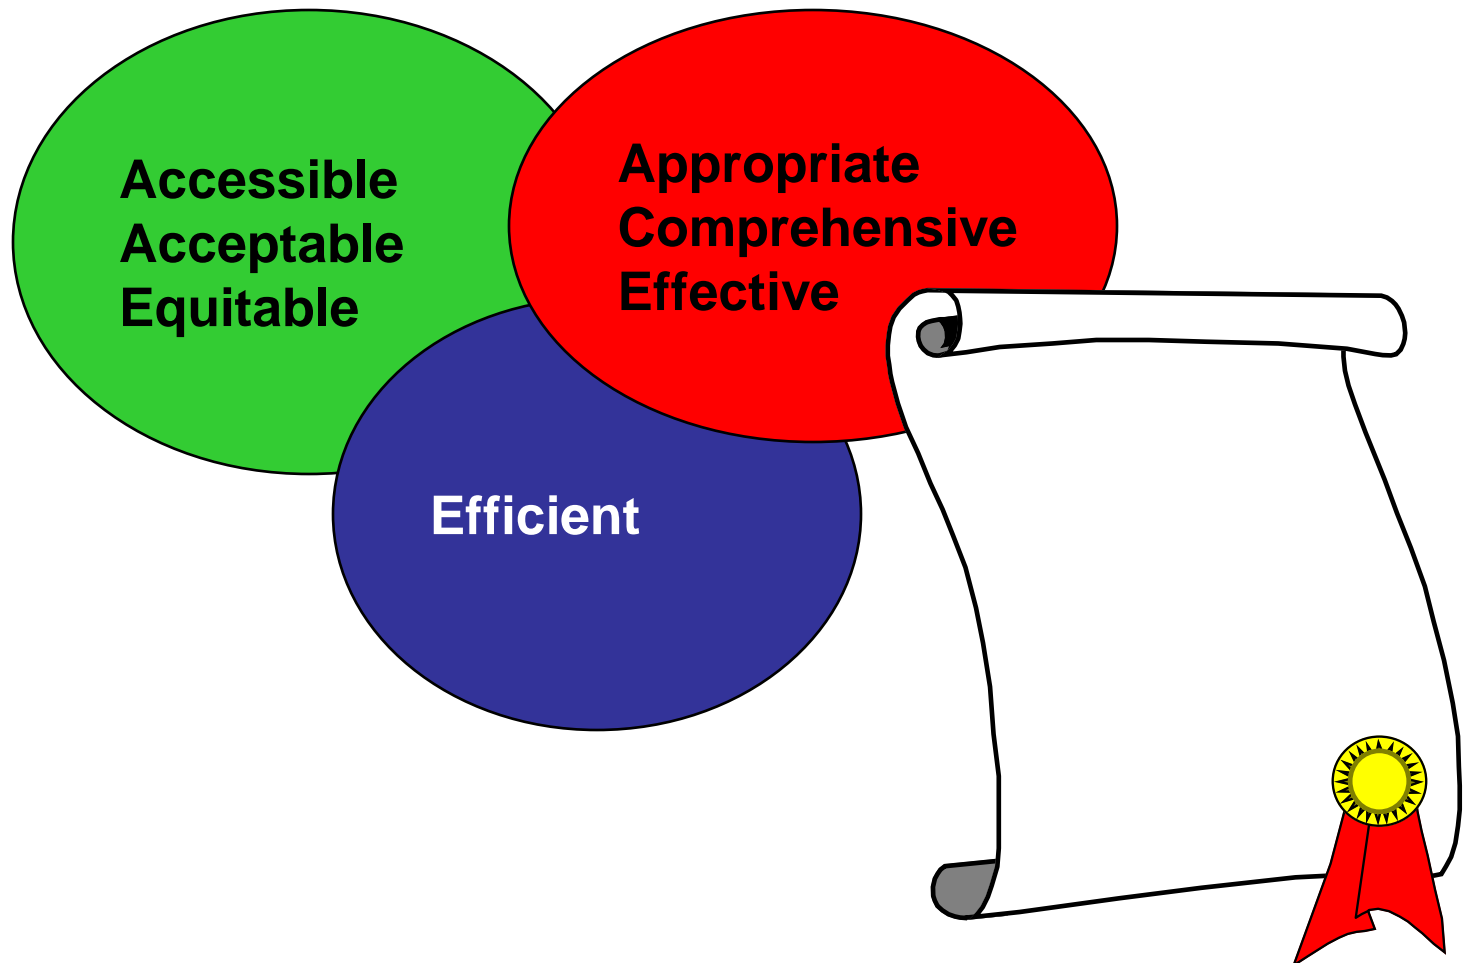 Accessible
Acceptable
Equitable
Appropriate
Comprehensive
Effective
Efficient